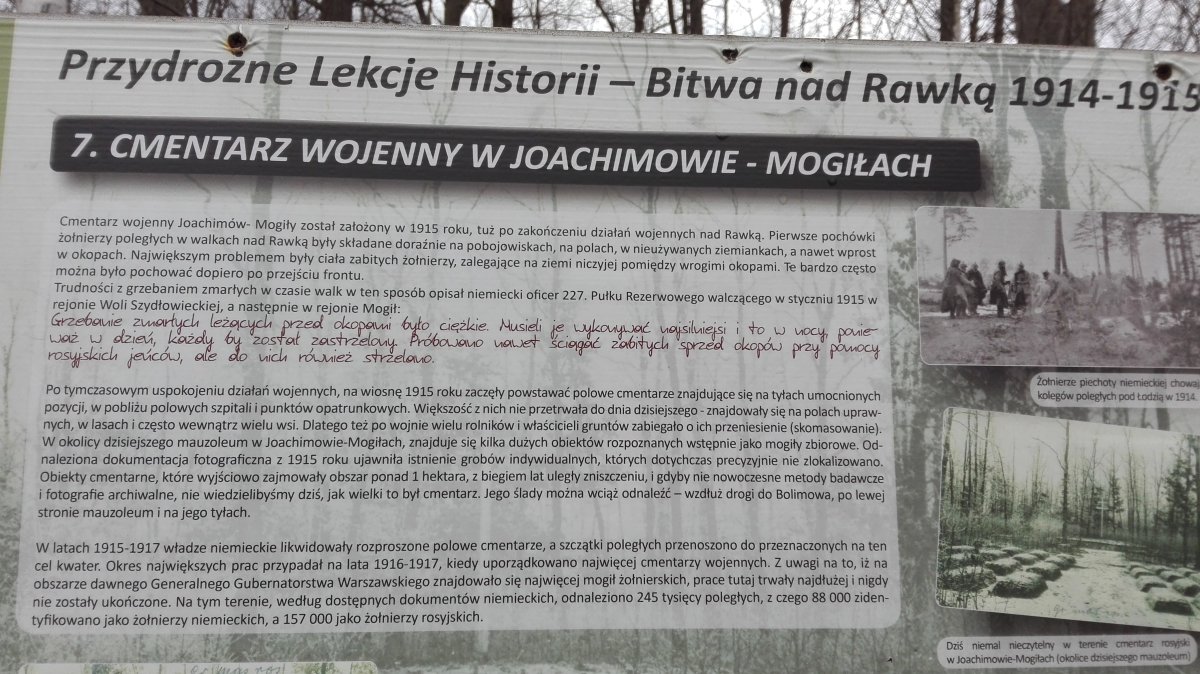 Przydrożne Lekcje Historii – Bitwa nad Rawką 1914-1915
7. CMENTARZ WOJENNY W JOACHIMOWIE - MOGIŁACH
Cmentarz wojenny Joachimów- Mogiły został założony w 1915 roku, tuż po zakończeniu działań wojennych nad Rawką. Pierwsze pochówki
żołnierzy poległych w walkach nad Rawką były składane doraźnie na pobojowiskach, na polach, w nieużywanych ziemiankach, a nawet wprost
w okopach. Największym problemem były ciała zabitych żołnierzy, zalegające na ziemi niczyjej pomiędzy wrogimi okopami. Te bardzo często
można było pochować dopiero po przejściu frontu.
Trudności z grzebaniem zmarłych w czasie walk w ten sposób opisał niemiecki oficer 227. Pułku Rezerwowego walczącego w styczniu 1915 w
rejonie Woli Szydłowieckiej, a następnie w rejonie Mogił:
Grzebanie zmarłych leżących przed okopami było ciężkie. Musieli je wykonywać najsilniejsi i to w nocy, ponie-
waż w dzień, każdy by został zastrzelony. Próbowano nawet ściągać zabitych sprzed okopów przy pomocy
rosyjskich jeńców, ale do nich również strzelano.
Po tymczasowym uspokojeniu działań wojennych, na wiosnę 1915 roku zaczęły powstawać polowe cmentarze znajdujące się na tyłach umocnionych
pozycji, w pobliżu polowych szpitali i punktów opatrunkowych. Większość z nich nie przetrwała do dnia dzisiejszego - znajdowały się na polach upraw-
nych, w lasach i często wewnątrz wielu wsi. Dlatego też po wojnie wielu rolników i właścicieli gruntów zabiegało o ich przeniesienie (skomasowanie).
W okolicy dzisiejszego mauzoleum w Joachimowie-Mogiłach, znajduje się kilka dużych obiektów rozpoznanych wstępnie jako mogiły zbiorowe. Od-
naleziona dokumentacja fotograficzna z 1915 roku ujawniła istnienie grobów indywidualnych, których dotychczas precyzyjnie nie zlokalizowano.
Obiekty cmentarne, które wyjściowo zajmowały obszar ponad 1 hektara, z biegiem lat uległy zniszczeniu, i gdyby nie nowoczesne metody badawcze
i fotografie archiwalne, nie wiedzielibyśmy dziś, jak wielki to był cmentarz. Jego ślady można wciąż odnaleźć – wzdłuż drogi do Bolimowa, po lewej
stronie mauzoleum i na jego tyłach.
W latach 1915-1917 władze niemieckie likwidowały rozproszone polowe cmentarze, a szczątki poległych przenoszono do przeznaczonych na ten
cel kwater. Okres największych prac przypadał na lata 1916-1917, kiedy uporządkowano najwięcej cmentarzy wojennych. Z uwagi na to, iż na
obszarze dawnego Generalnego Gubernatorstwa Warszawskiego znajdowało się najwięcej mogił żołnierskich, prace tutaj trwały najdłużej i nigdy
nie zostały ukończone. Na tym terenie, według dostępnych dokumentów niemieckich, odnaleziono 245 tysięcy poległych, z czego 88 000 ziden-
tyfikowano jako żołnierzy niemieckich, a 157 000 jako żołnierzy rosyjskich.
Żołnierze piechoty niemieckiej chowają
kolegów poległych pod Łodzią w 1914.
Dziś niemal nieczytelny w terenie cmentarz rosyjski
w Joachimowie-Mogiłach (okolice dzisiejszego mauzoleum)